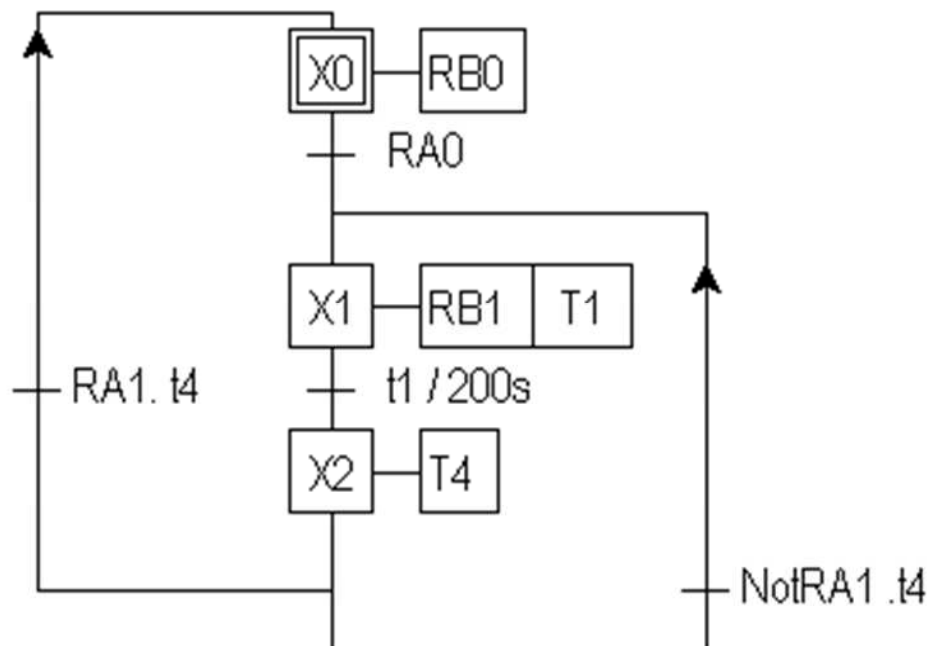 X0 RB0
RA0
X1 RB1 T1
RA1. t4 t1 / 200s
X2 T4
NotRA1 .t4